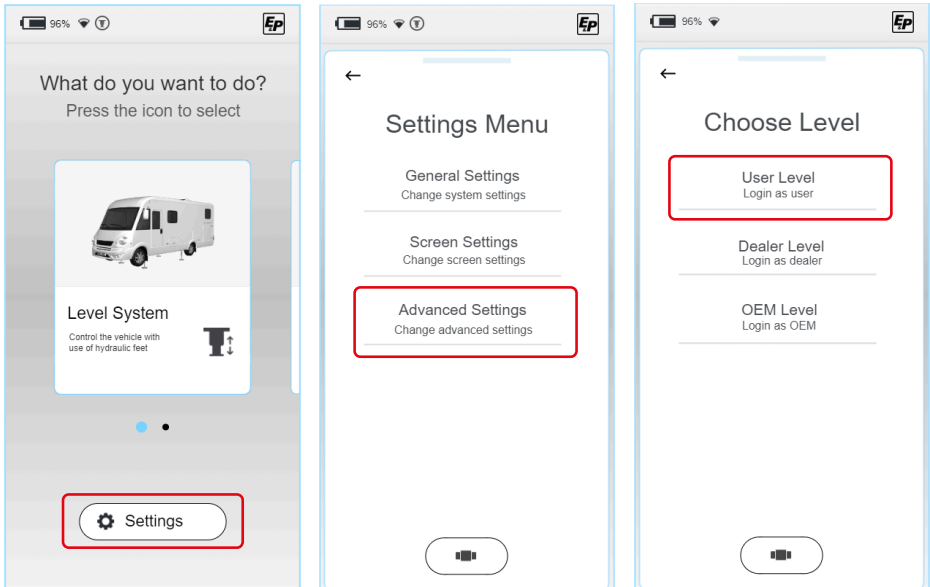 96%
E.P
What do you want to do?
Press the icon to select
Level System
Control the vehicle with
use of hydraulic feet
Settings
96%
E.P
Settings Menu
General Settings
Change system settings
Screen Settings
Change screen settings
Advanced Settings
Change advanced settings
96%
E.P
Choose Level
User Level
Login as user
Dealer Level
Login as dealer
OEM Level
Login as OEM